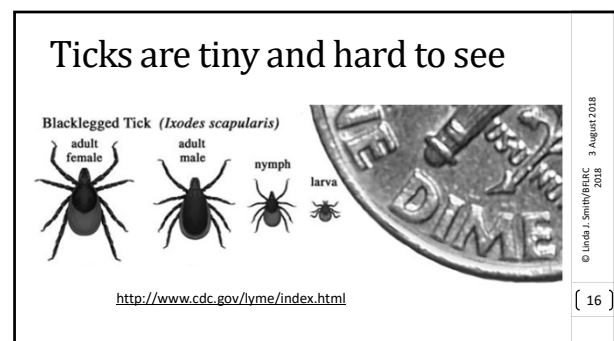 Ticks are tiny and hard to see
Blacklegged Tick (Ixodes scapularis)
adult
female
adult
male
nymph
larva
NE DIME
http://www.cdc.gov/lyme/index.html
© Linda J. Smith/BFLRC 3 August 2018
2018
16